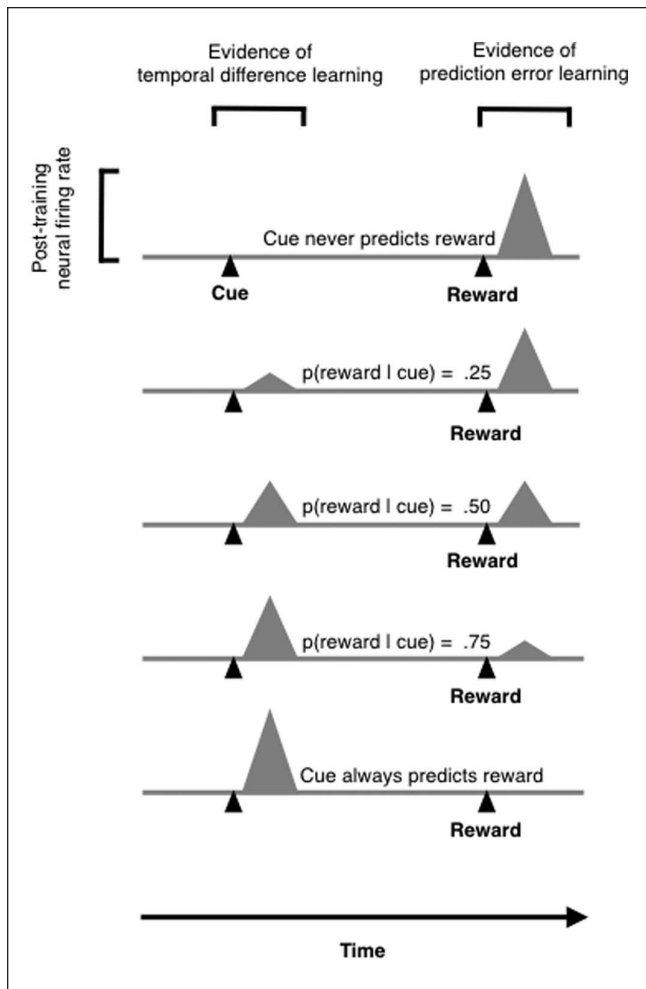 Evidence of
temporal difference learning
Evidence of
prediction error learning
Post-training
neural firing rate
Cue never predicts reward
Cue
Reward
p(reward | cue) = .25
Reward
p(reward | cue) = .50
Reward
p(reward | cue) = .75
Reward
Cue always predicts reward
Reward
Time